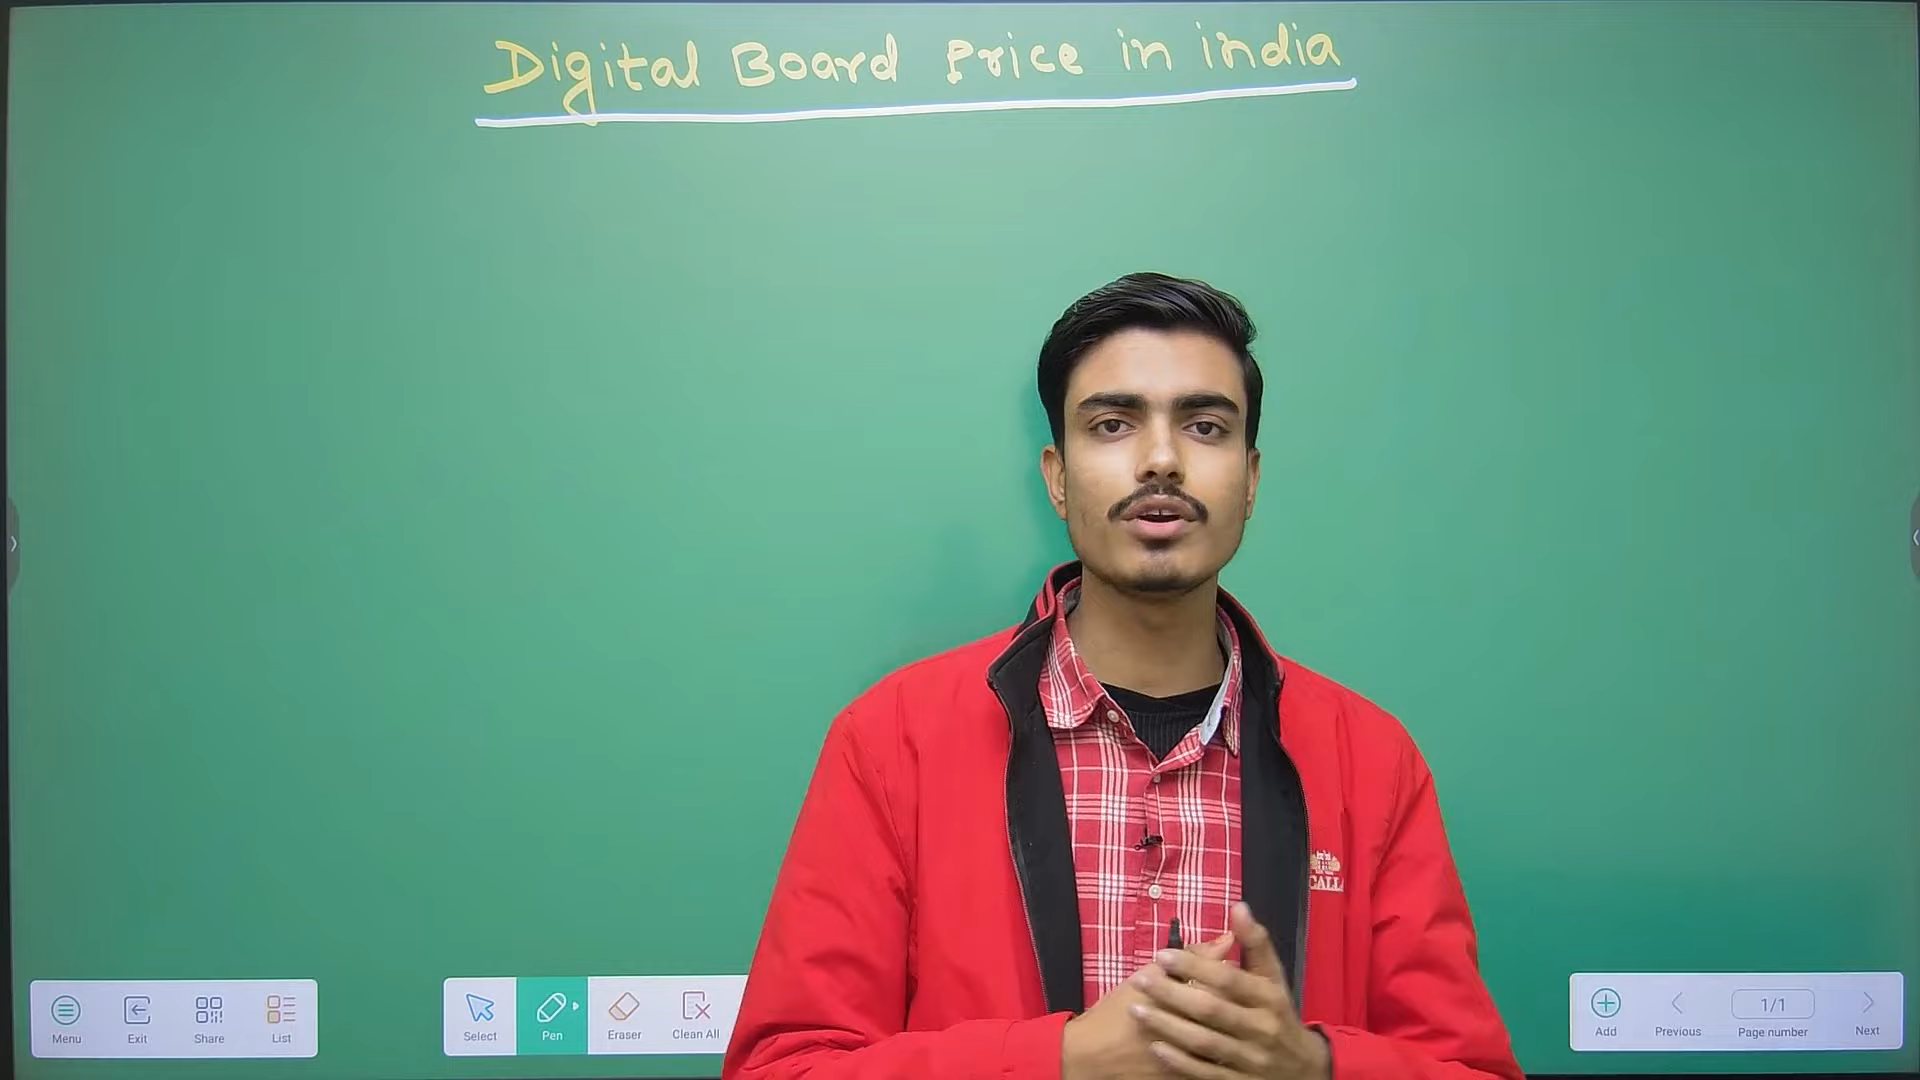 Digital Board Price in india
Menu Exit Share List
Select Pen Eraser Clean All
Add Previous 1/1 Page number Next